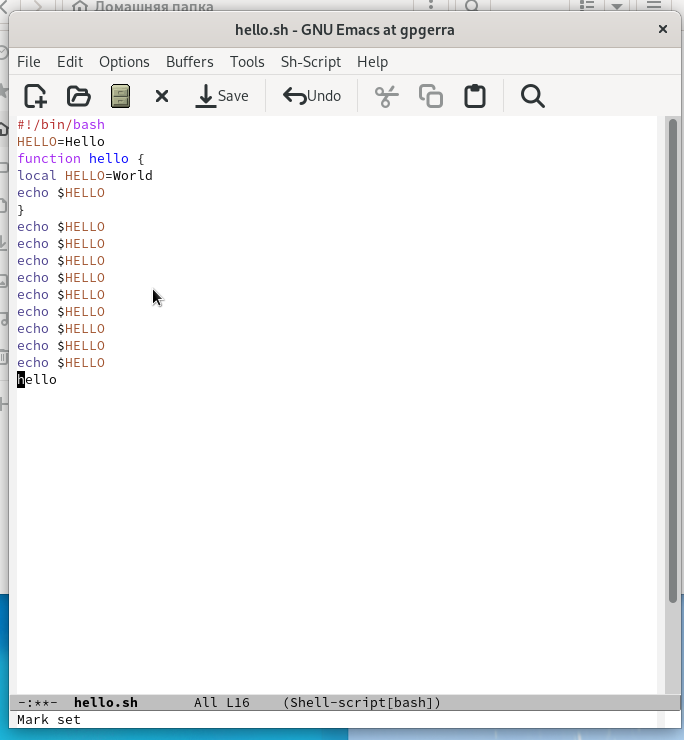 Домашняя папка
hello.sh - GNU Emacs at gpgerra
File Edit Options Buffers Tools Sh-Script Help
Save Undo
#!/bin/bash
HELLO=Hello
function hello {
local HELLO=World
echo $HELLO
}
echo $HELLO
echo $HELLO
echo $HELLO
echo $HELLO
echo $HELLO
echo $HELLO
echo $HELLO
echo $HELLO
echo $HELLO
hello
-:**- hello.sh All L16 (Shell-script[bash])
Mark set